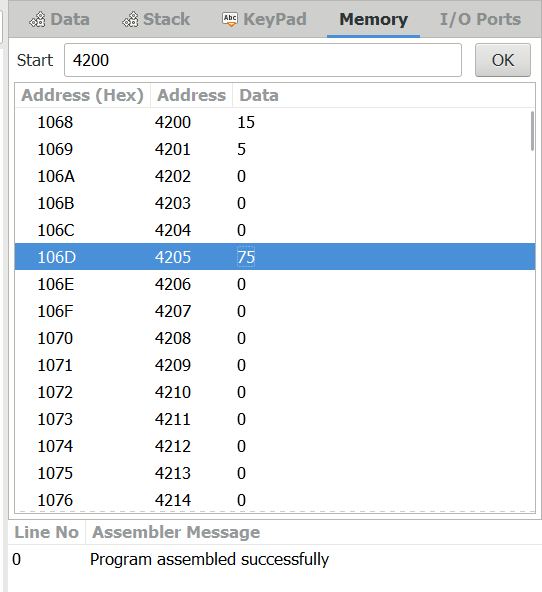 Data Stack Abc KeyPad Memory I/O Ports
Start 4200 OK
Address (Hex) Address Data
1068 4200 15
1069 4201 5
106A 4202 0
106B 4203 0
106C 4204 0
106D 4205 75
106E 4206 0
106F 4207 0
1070 4208 0
1071 4209 0
1072 4210 0
1073 4211 0
1074 4212 0
1075 4213 0
1076 4214 0
Line No Assembler Message
0 Program assembled successfully